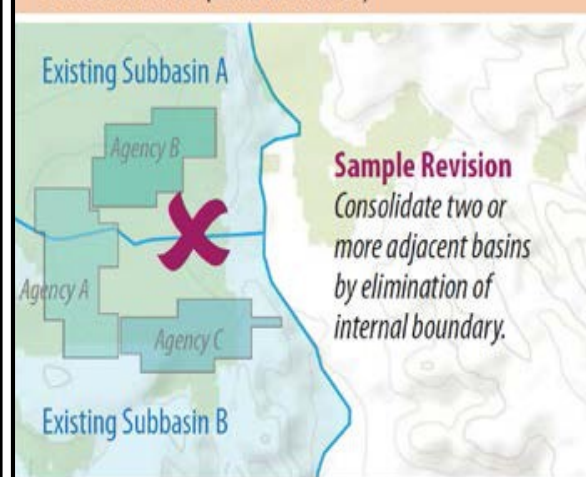 Existing Subbasin A
Agency B
Sample Revision
Consolidate two or
more adjacent basins
by elimination of
internal boundary.
Agency A
Agency C
Existing Subbasin B